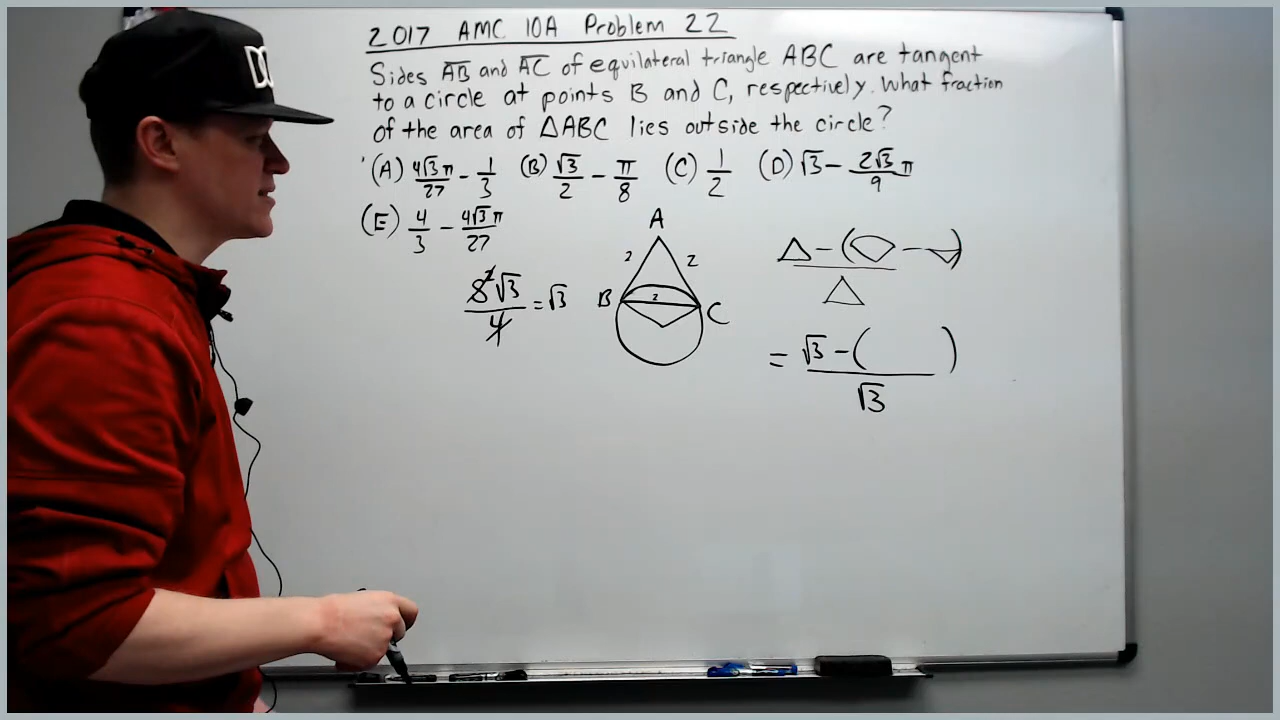 2017 AMC 10A Problem 22
Sides A̅B̅ and A̅C̅ of equilateral triangle ABC are tangent
to a circle at points B and C, respectively. What fraction
of the area of △ABC lies outside the circle?
(A) 4√3π/27 - 1/3 (B) √3/2 - π/8 (C) 1/2 (D) √3 - 2√3π/9
(E) 4/3 - 4√3π/27
A
2 2
B 2 C
8̸² √3 / 4̸ = √3
△ - ( - )
△
= √3 - ( ) / √3